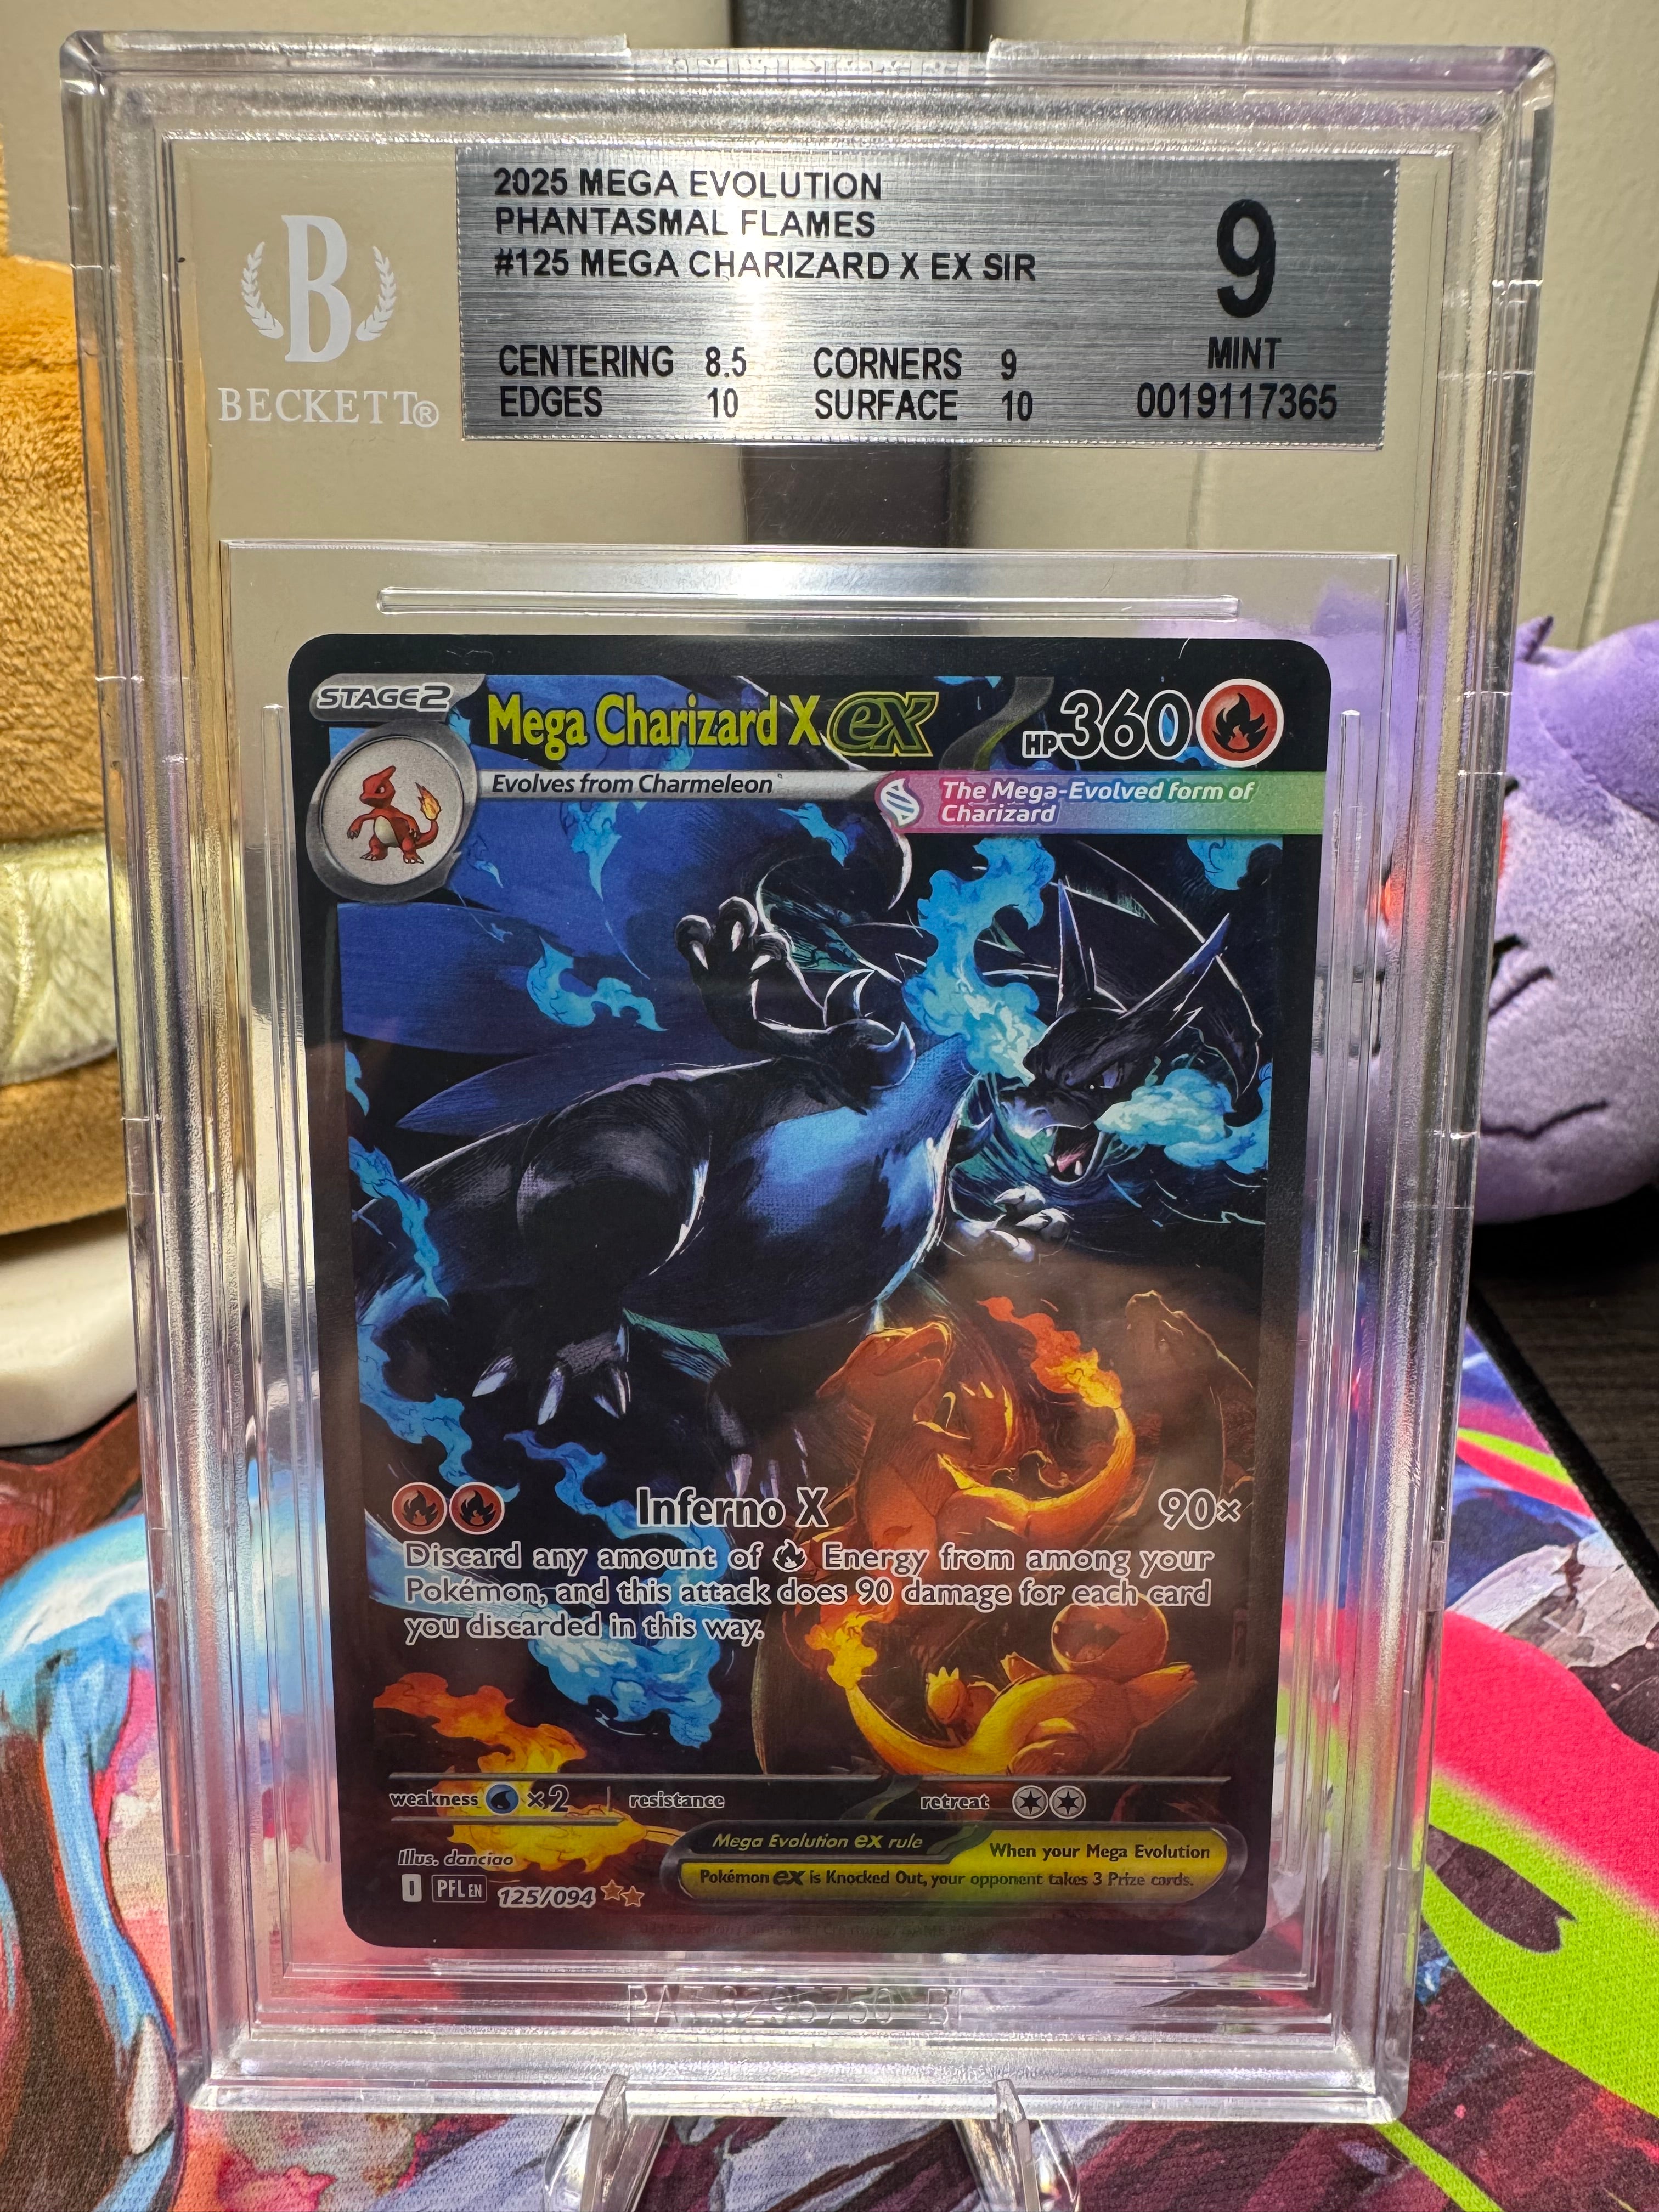 2025 MEGA EVOLUTION
PHANTASMAL FLAMES
#125 MEGA CHARIZARD X EX SIR
9
MINT
CENTERING 8.5 CORNERS 9
EDGES 10 SURFACE 10
0019117365
B
BECKETT®
STAGE 2
Mega Charizard X ex
HP 360
Evolves from Charmeleon
The Mega-Evolved form of
Charizard
Inferno X 90×
Discard any amount of Energy from among your
Pokémon, and this attack does 90 damage for each card
you discarded in this way.
weakness ×2 resistance retreat
Mega Evolution ex rule
When your Mega Evolution
Pokémon ex is Knocked Out, your opponent takes 3 Prize cards.
Illus. danciao
PFL EN 125/094